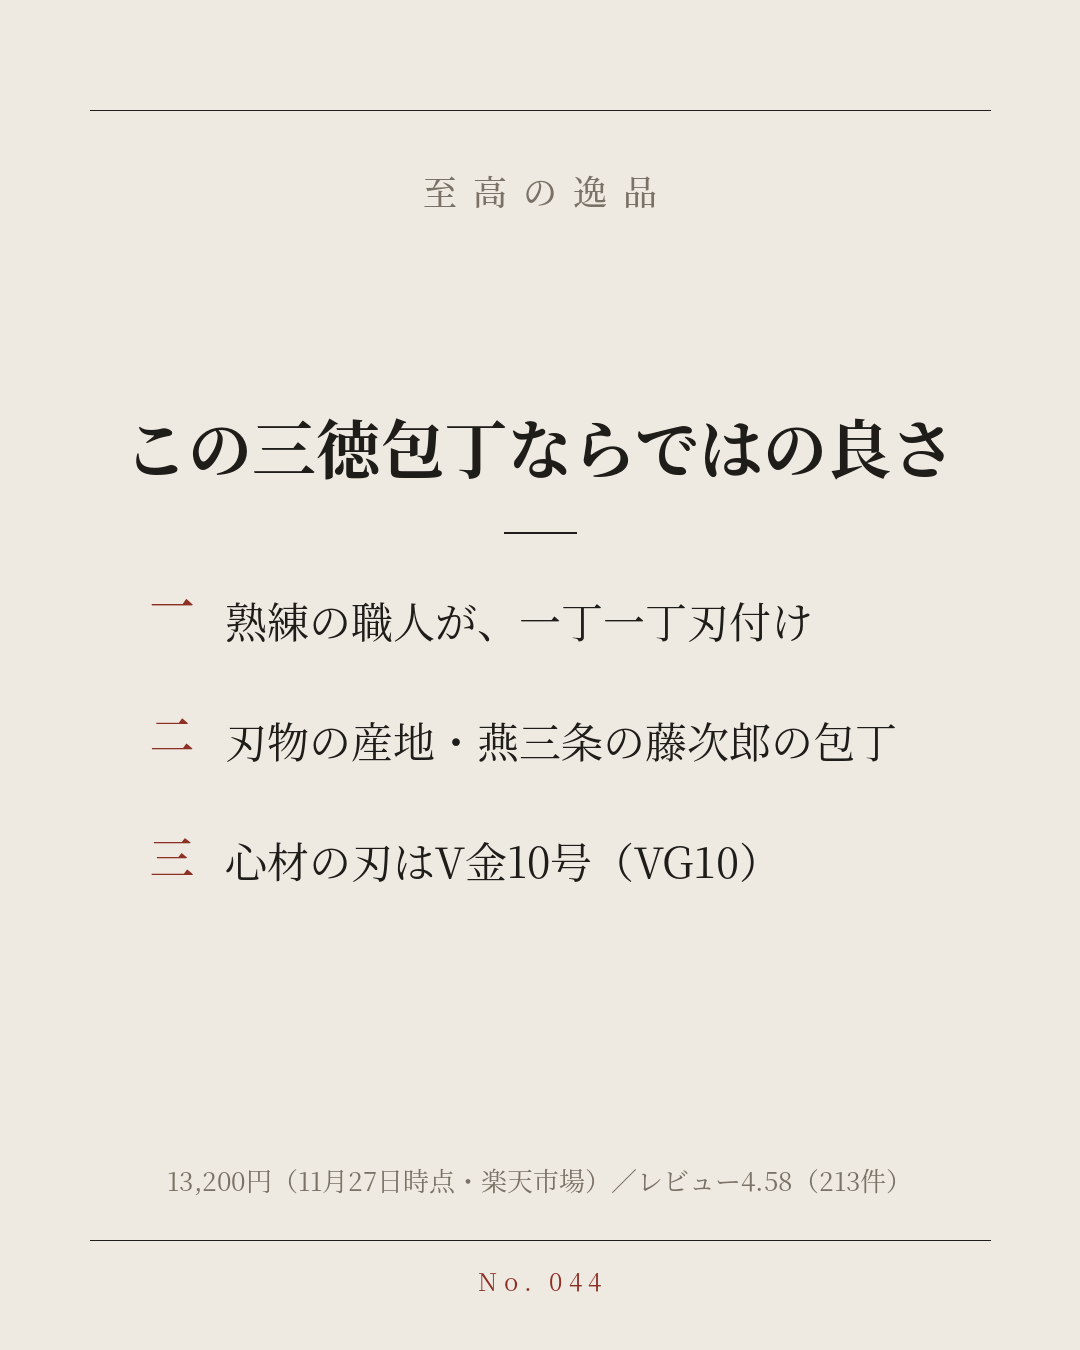 至高の逸品
この三徳包丁ならではの良さ
一 熟練の職人が、一丁一丁刃付け
二 刃物の産地・燕三条の藤次郎の包丁
三 心材の刃はV金10号（VG10）
13,200円（11月27日時点・楽天市場）／レビュー4.58（213件）
No. 044